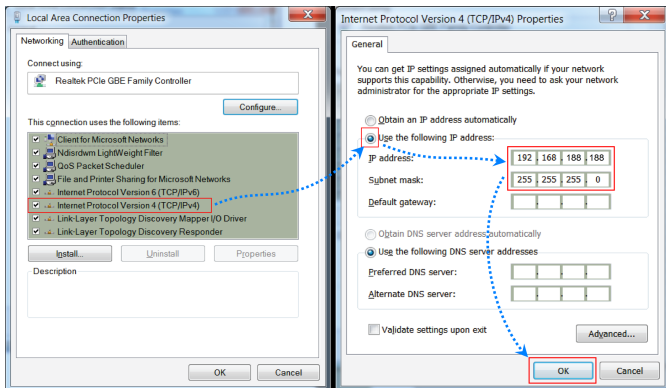 Local Area Connection Properties
Networking
Authentication
Connect using:
Realtek PCIe GBE Family Controller
Configure...
This connection uses the following items:
Client for Microsoft Networks
Ndisrdwm LightWeight Filter
QoS Packet Scheduler
File and Printer Sharing for Microsoft Networks
Internet Protocol Version 6 (TCP/IPv6)
Internet Protocol Version 4 (TCP/IPv4)
Link-Layer Topology Discovery Mapper I/O Driver
Link-Layer Topology Discovery Responder
Install...
Uninstall
Properties
Description
OK
Cancel
Internet Protocol Version 4 (TCP/IPv4) Properties
General
You can get IP settings assigned automatically if your network
supports this capability. Otherwise, you need to ask your network
administrator for the appropriate IP settings.
Obtain an IP address automatically
Use the following IP address:
IP address: 192 . 168 . 188 . 188
Subnet mask: 255 . 255 . 255 . 0
Default gateway: . . .
Obtain DNS server address automatically
Use the following DNS server addresses
Preferred DNS server: . . .
Alternate DNS server: . . .
Validate settings upon exit
Advanced...
OK
Cancel